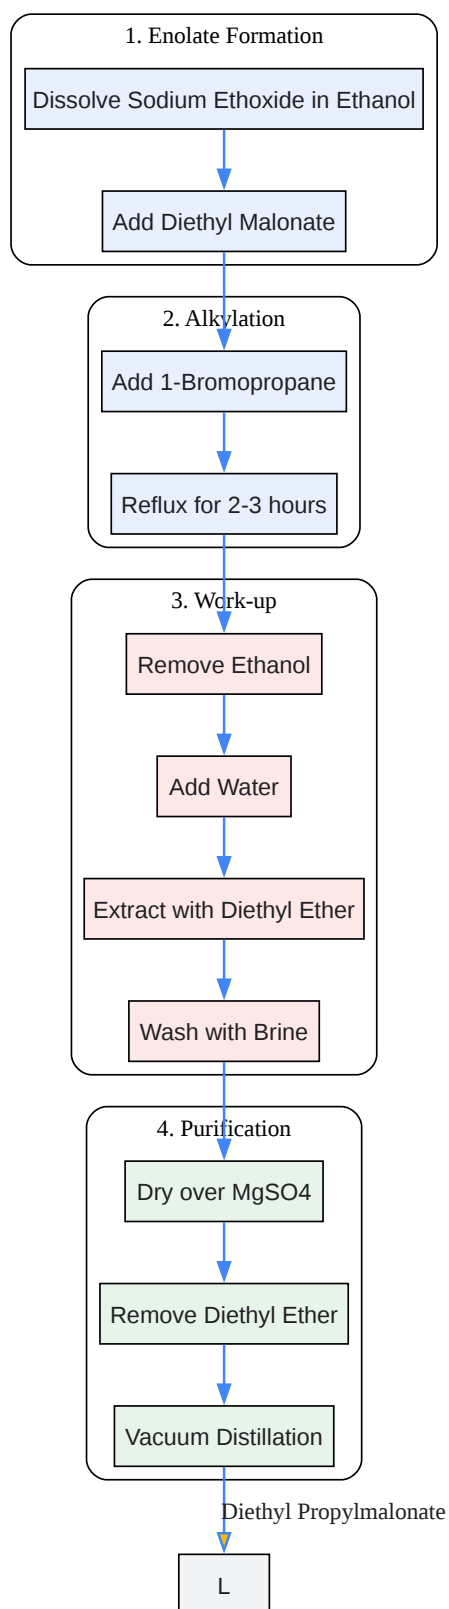 1. Enolate Formation
Dissolve Sodium Ethoxide in Ethanol
Add Diethyl Malonate
2. Alkylation
Add 1-Bromopropane
Reflux for 2-3 hours
3. Work-up
Remove Ethanol
Add Water
Extract with Diethyl Ether
Wash with Brine
4. Purification
Dry over MgSO4
Remove Diethyl Ether
Vacuum Distillation
Diethyl Propylmalonate
L